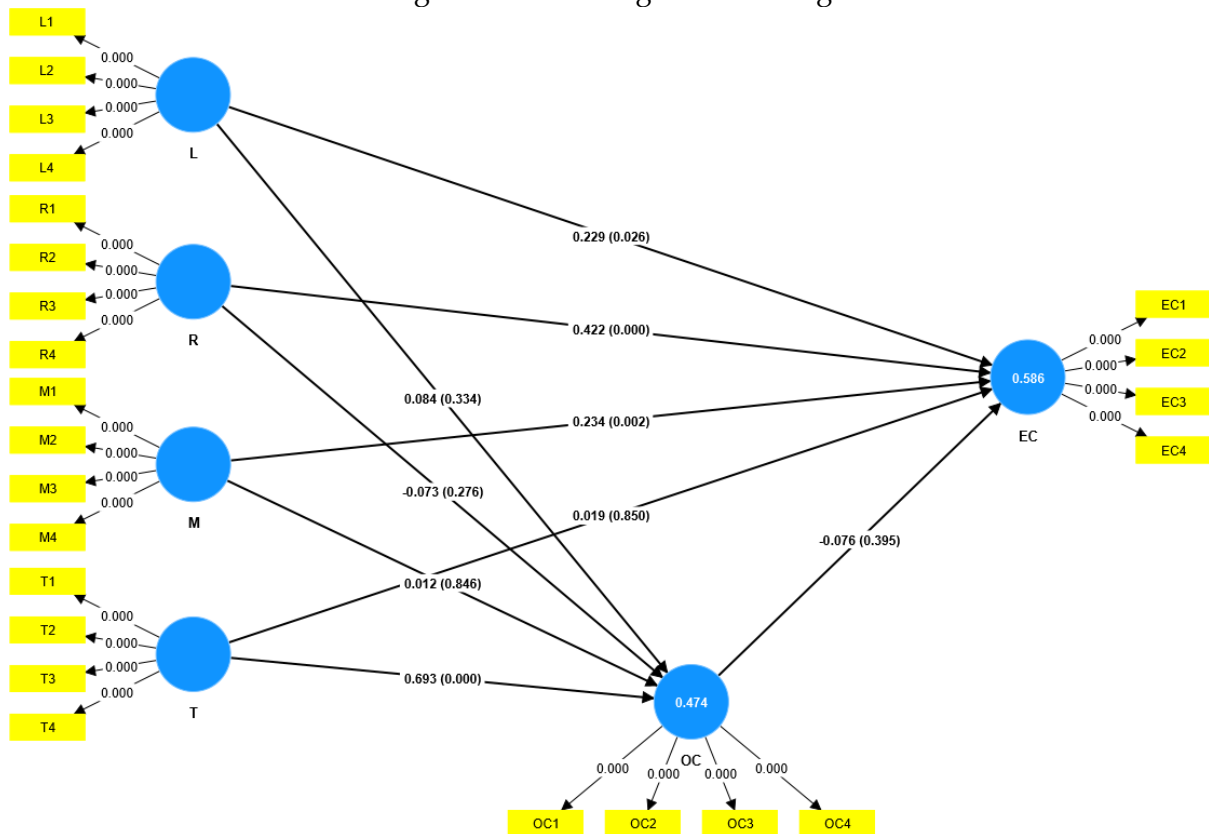 L1
0.000
L2
0.000
0.000
L3
0.000
L4
L
R1
0.000
R2
0.000
0.000
R3
0.000
R4
R
M1
0.000
M2
0.000
0.000
M3
0.000
M4
M
T1
0.000
T2
0.000
0.000
T3
0.000
T4
T
0.229 (0.026)
0.422 (0.000)
0.084 (0.334)
0.234 (0.002)
-0.073 (0.276)
0.019 (0.850)
-0.076 (0.395)
0.012 (0.846)
0.693 (0.000)
0.586
EC
EC1
0.000
EC2
0.000
0.000
EC3
0.000
EC4
0.474
OC
0.000
0.000
0.000
0.000
OC1
OC2
OC3
OC4